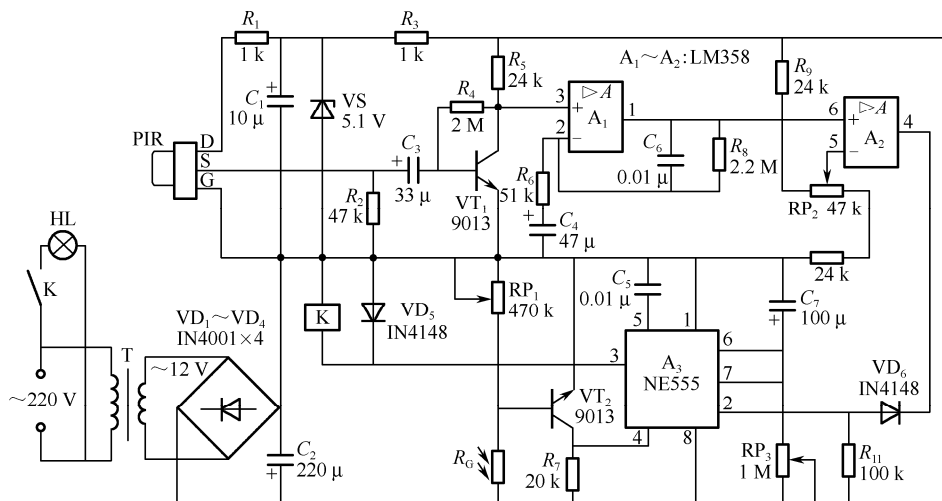 R₁
1 k
R₃
1 k
R₅
24 k
A₁～A₂:LM358
R₉
24 k
+
C₁
10 μ
VS
5.1 V
R₄
2 M
3
+
▷A
A₁
2
−
1
6
+
▷A
A₂
5
−
4
PIR
D
S
G
C₃
+
33 μ
R₂
47 k
VT₁
9013
R₆
51 k
C₄
+
47 μ
C₆
0.01 μ
R₈
2.2 M
RP₂
47 k
24 k
HL
K
VD₁～VD₄
IN4001×4
T
～12 V
～220 V
K
VD₅
IN4148
RP₁
470 k
C₅
0.01 μ
C₇
+
100 μ
5
1
3
A₃
NE555
6
7
2
4
8
VD₆
IN4148
VT₂
9013
C₂
+
220 μ
R_G
R₇
20 k
RP₃
1 M
R₁₁
100 k